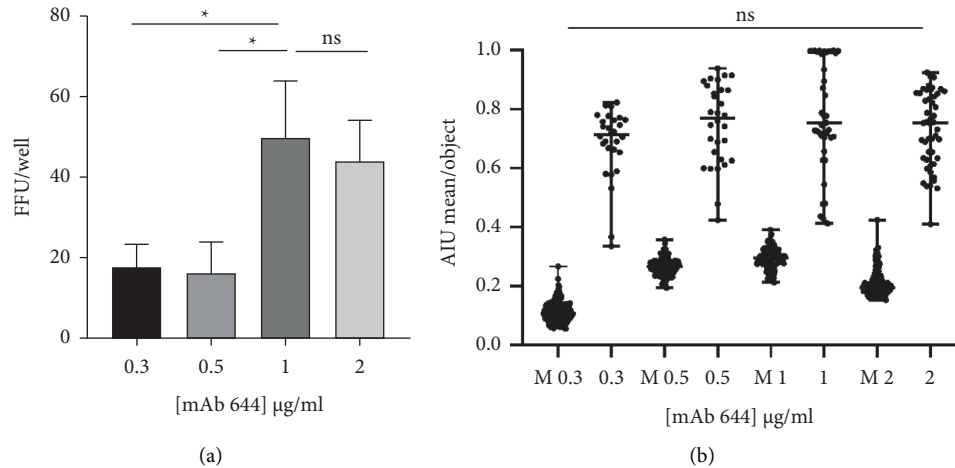 80
60
40
20
0
FFU/well
*
*
ns
0.3 0.5 1 2
[mAb 644] μg/ml
(a)
ns
1.0
0.8
0.6
0.4
0.2
0.0
AIU mean/object
M 0.3 0.3 M 0.5 0.5 M 1 1 M 2 2
[mAb 644] μg/ml
(b)